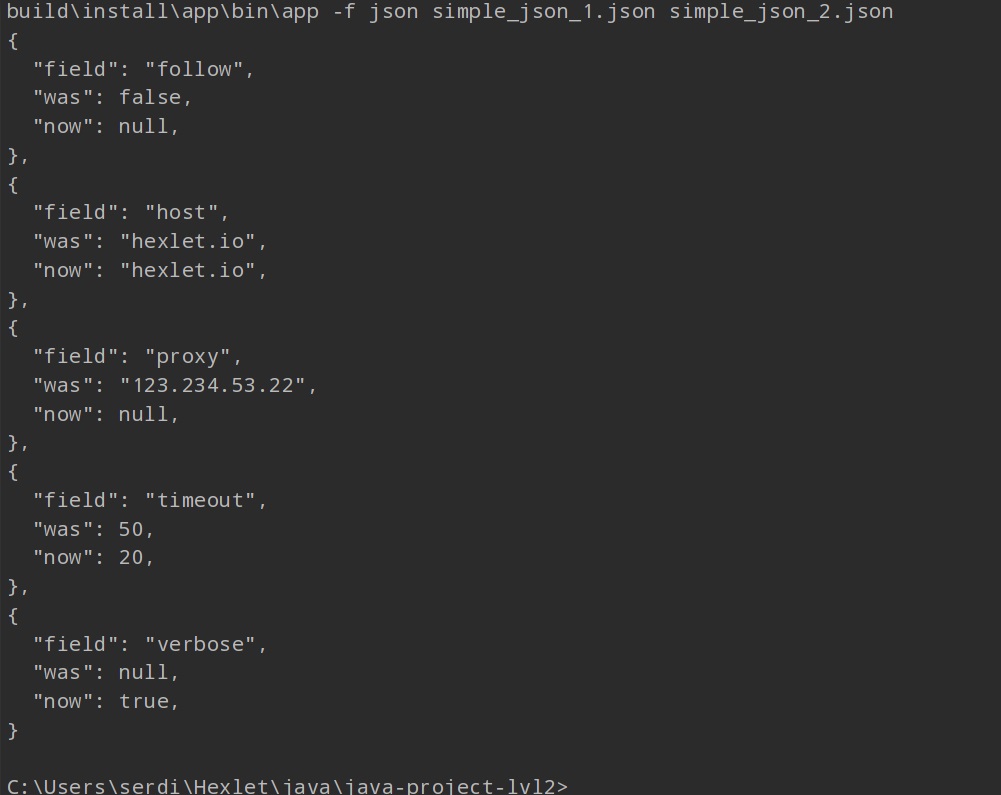 build\install\app\bin\app -f json simple_json_1.json simple_json_2.json
{
  "field": "follow",
  "was": false,
  "now": null,
},
{
  "field": "host",
  "was": "hexlet.io",
  "now": "hexlet.io",
},
{
  "field": "proxy",
  "was": "123.234.53.22",
  "now": null,
},
{
  "field": "timeout",
  "was": 50,
  "now": 20,
},
{
  "field": "verbose",
  "was": null,
  "now": true,
}
C:\Users\serdi\Hexlet\java\java-project-lvl2>